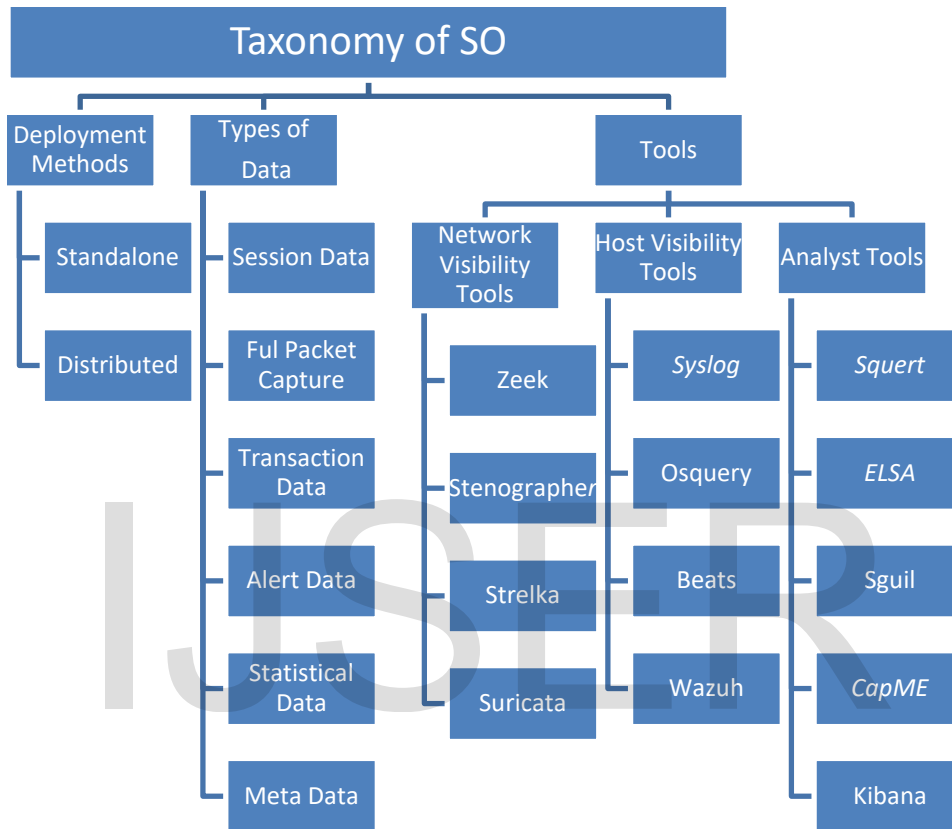 Taxonomy of SO
Deployment
Methods
Standalone
Distributed
Types of
Data
Session Data
Ful Packet
Capture
Transaction
Data
Alert Data
Statistical
Data
Meta Data
Tools
Network
Visibility
Tools
Zeek
Stenographer
Strelka
Suricata
Host Visibility
Tools
Syslog
Osquery
Beats
Wazuh
Analyst Tools
Squert
ELSA
Sguil
CapME
Kibana
IJSER